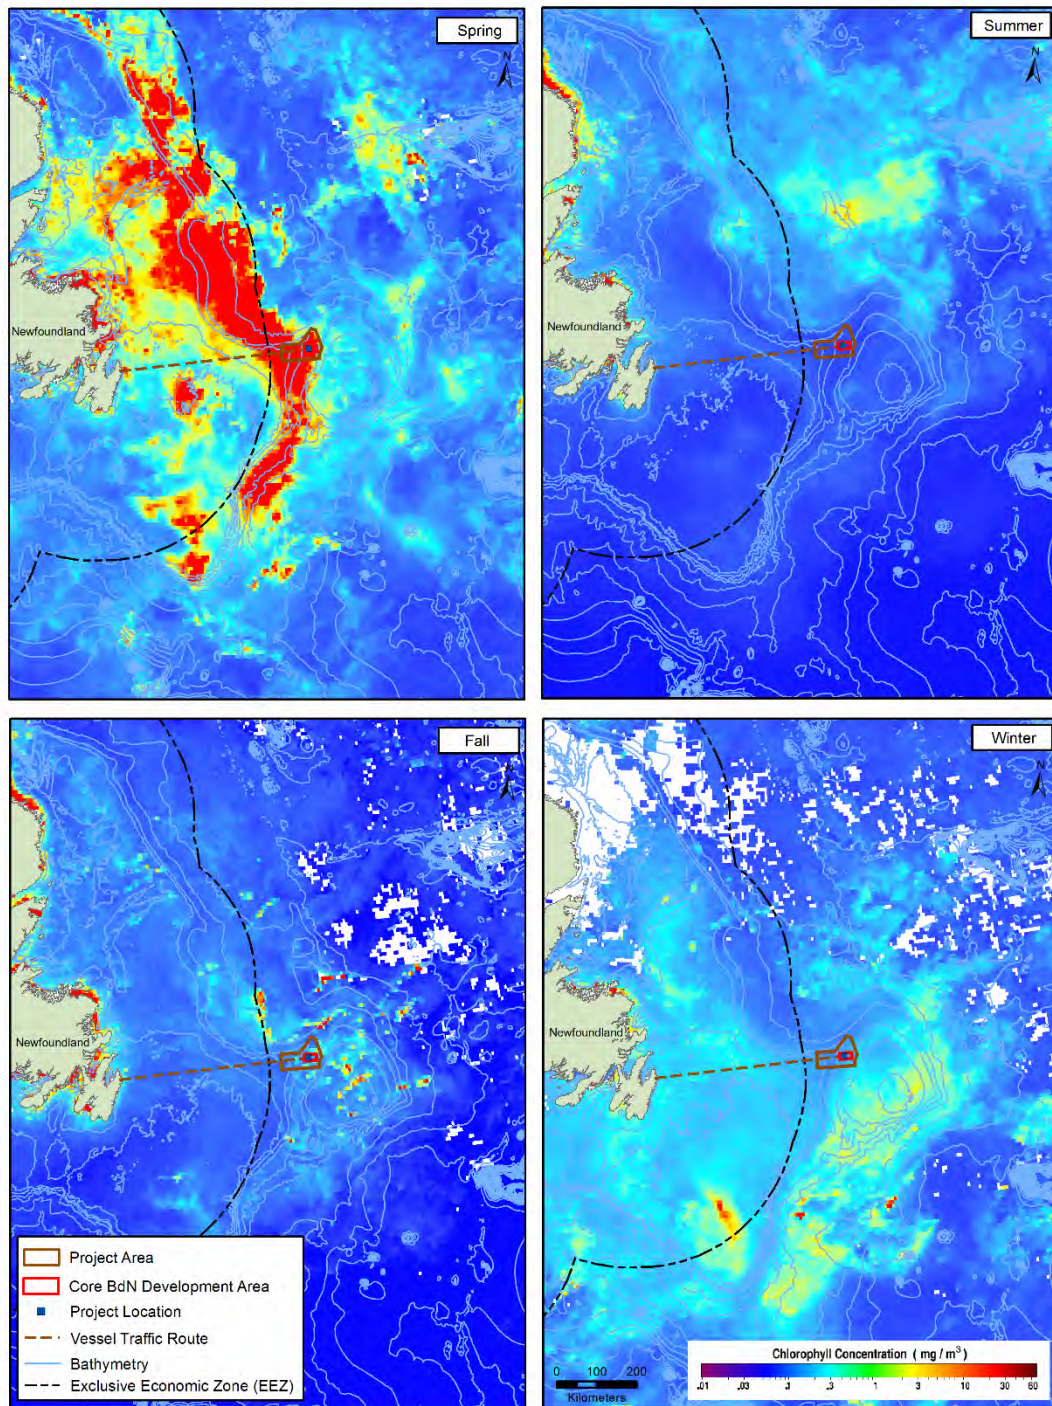 Spring
N
Newfoundland
Summer
N
Newfoundland
Fall
N
Newfoundland
Project Area
Core BdN Development Area
Project Location
Vessel Traffic Route
Bathymetry
Exclusive Economic Zone (EEZ)
Winter
N
Newfoundland
0 100 200
Kilometers
Chlorophyll Concentration ( mg / m³ )
.01 .03 .1 .3 1 3 10 30 60